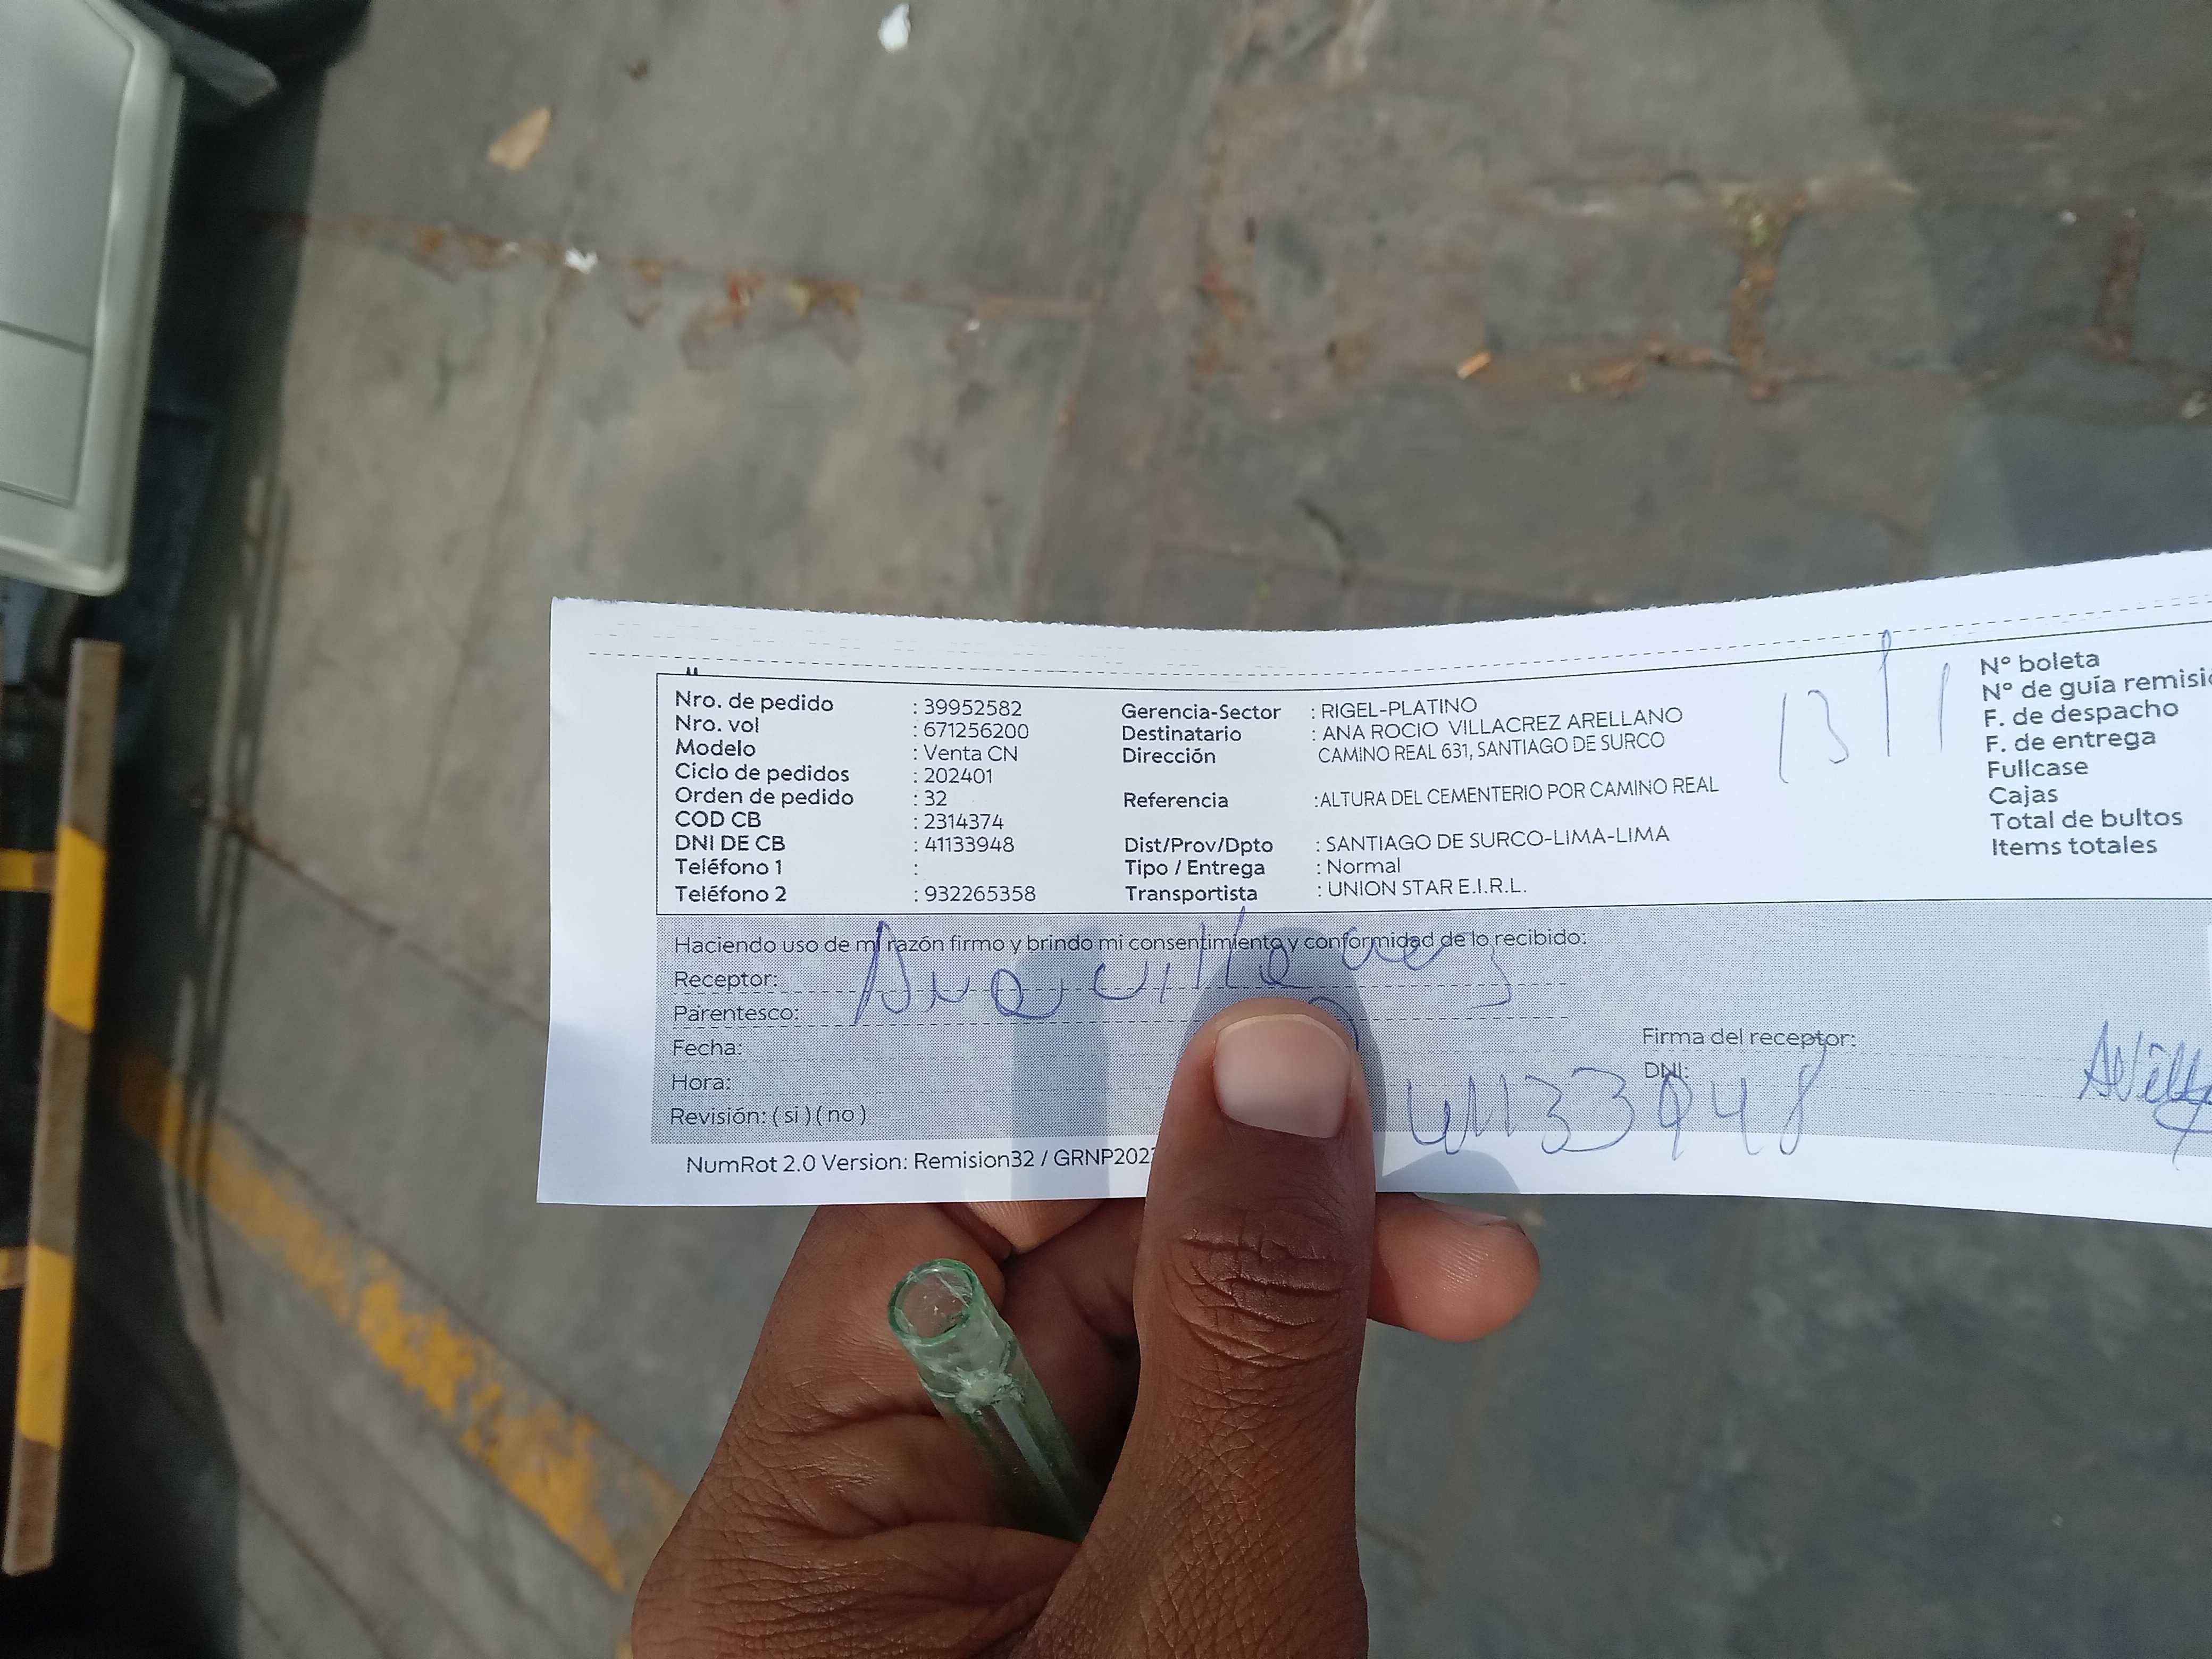 Nro. de pedido : 39952582
Nro. vol : 671256200
Modelo : Venta CN
Ciclo de pedidos : 202401
Orden de pedido : 32
COD CB : 2314374
DNI DE CB : 41133948
Teléfono 1 :
Teléfono 2 : 932265358
Gerencia-Sector : RIGEL-PLATINO
Destinatario : ANA ROCIO VILLACREZ ARELLANO
Dirección CAMINO REAL 631, SANTIAGO DE SURCO
Referencia :ALTURA DEL CEMENTERIO POR CAMINO REAL
Dist/Prov/Dpto : SANTIAGO DE SURCO-LIMA-LIMA
Tipo / Entrega : Normal
Transportista : UNION STAR E.I.R.L.
13/1
N° boleta
N° de guía
F. de despacho
F. de entrega
Fullcase
Cajas
Total de bultos
Items totales
Haciendo uso de mi razón firmo y brindo mi consentimiento y conformidad de lo recibido:
Receptor: Ana Villacrez
Parentesco:
Fecha:
Hora:
Revisión: ( si ) ( no )
Firma del receptor:
DNI: 41133948
NumRot 2.0 Version: Remision32 /